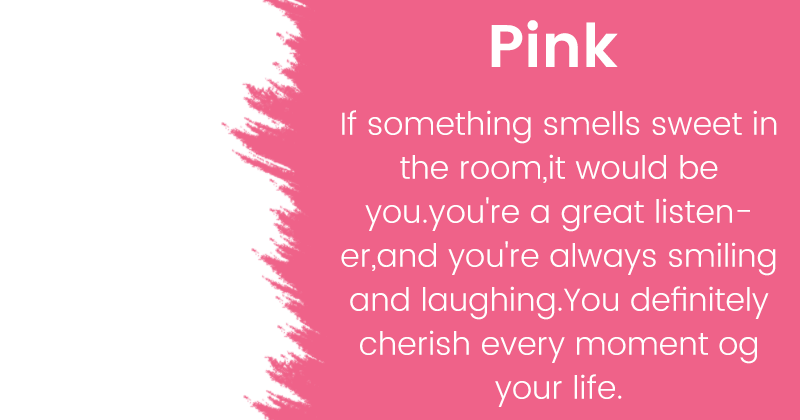 Pink
If something smells sweet in
the room,it would be
you.you're a great listen-
er,and you're always smiling
and laughing.You definitely
cherish every moment og
your life.